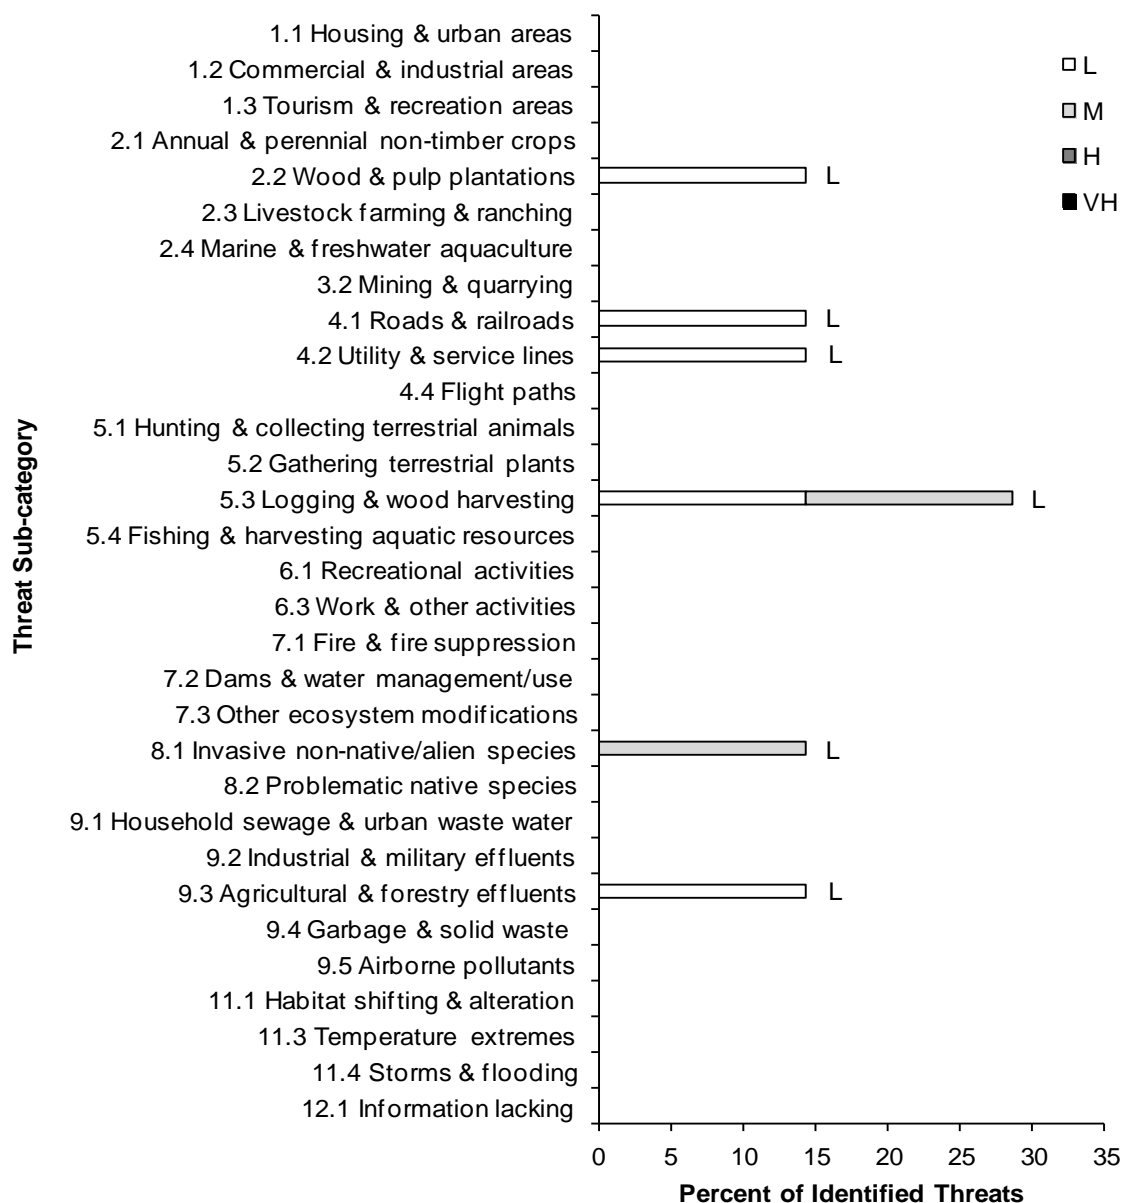 1.1 Housing & urban areas
1.2 Commercial & industrial areas
1.3 Tourism & recreation areas
2.1 Annual & perennial non-timber crops
2.2 Wood & pulp plantations L
2.3 Livestock farming & ranching
2.4 Marine & freshwater aquaculture
3.2 Mining & quarrying
4.1 Roads & railroads L
4.2 Utility & service lines L
4.4 Flight paths
5.1 Hunting & collecting terrestrial animals
5.2 Gathering terrestrial plants
5.3 Logging & wood harvesting L
5.4 Fishing & harvesting aquatic resources
6.1 Recreational activities
6.3 Work & other activities
7.1 Fire & fire suppression
7.2 Dams & water management/use
7.3 Other ecosystem modifications
8.1 Invasive non-native/alien species L
8.2 Problematic native species
9.1 Household sewage & urban waste water
9.2 Industrial & military effluents
9.3 Agricultural & forestry effluents L
9.4 Garbage & solid waste
9.5 Airborne pollutants
11.1 Habitat shifting & alteration
11.3 Temperature extremes
11.4 Storms & flooding
12.1 Information lacking
Threat Sub-category
0 5 10 15 20 25 30 35
Percent of Identified Threats
L
M
H
VH